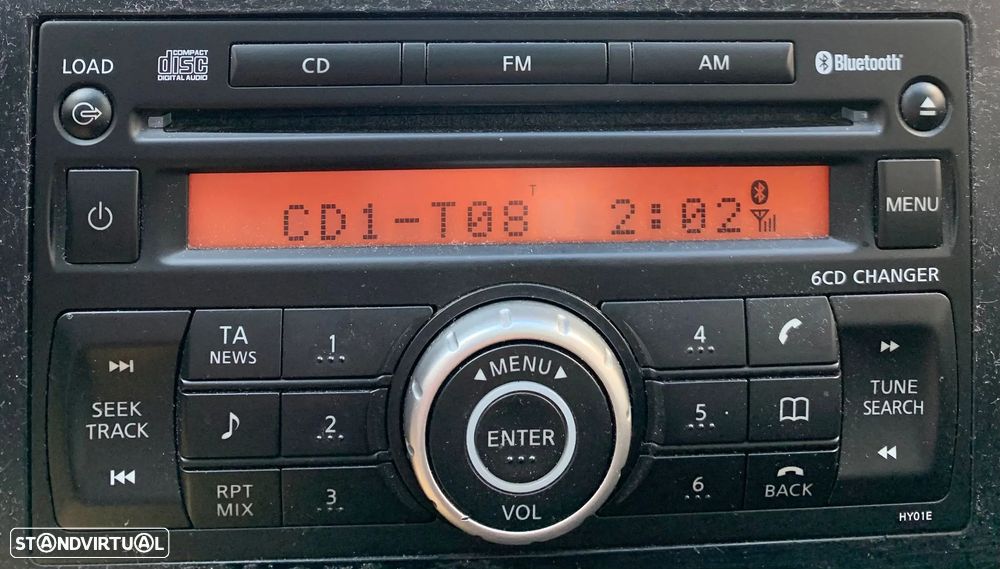 LOAD
COMPACT
disc
DIGITAL AUDIO
CD
FM
AM
Bluetooth
T
CD1-T08 2:02
MENU
6CD CHANGER
TA
NEWS
1
4
SEEK
TRACK
2
MENU
ENTER
VOL
5
TUNE
SEARCH
RPT
MIX
3
6
BACK
HY01E
STANDVIRTUAL